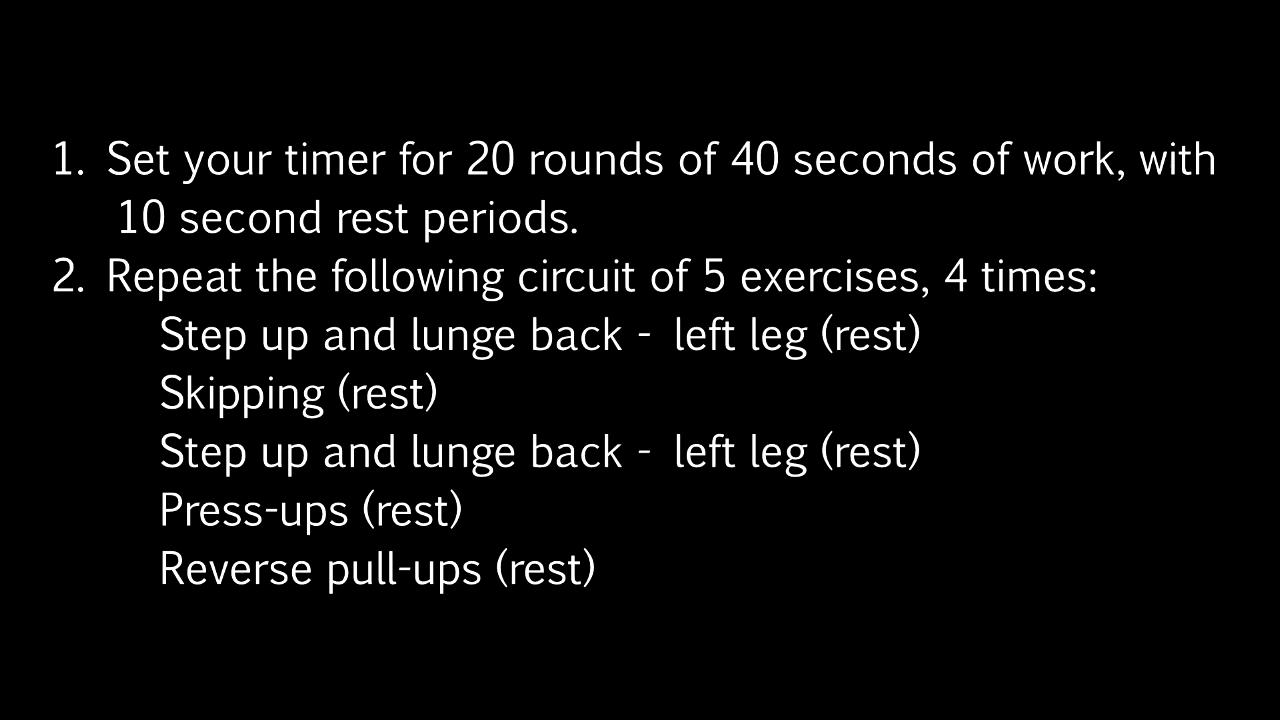 1. Set your timer for 20 rounds of 40 seconds of work, with
10 second rest periods.
2. Repeat the following circuit of 5 exercises, 4 times:
Step up and lunge back - left leg (rest)
Skipping (rest)
Step up and lunge back - left leg (rest)
Press-ups (rest)
Reverse pull-ups (rest)